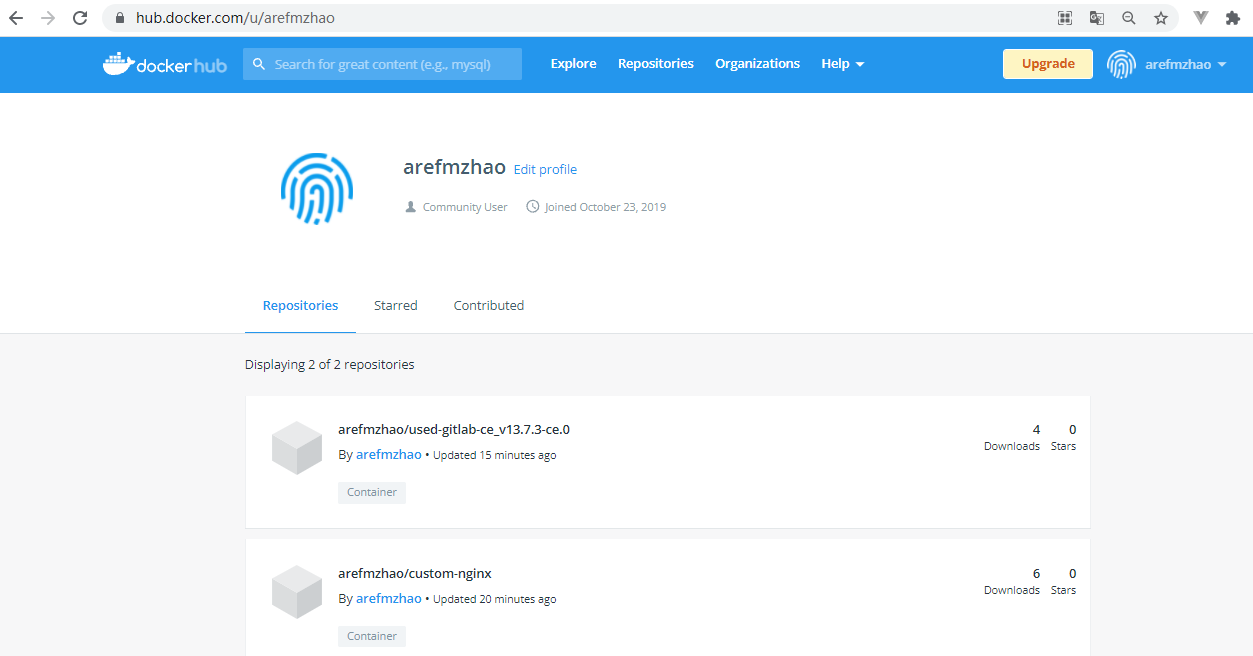 hub.docker.com/u/arefmzhao
docker hub
Search for great content (e.g., mysql)
Explore
Repositories
Organizations
Help
Upgrade
arefmzhao
arefmzhao Edit profile
Community User
Joined October 23, 2019
Repositories
Starred
Contributed
Displaying 2 of 2 repositories
arefmzhao/used-gitlab-ce_v13.7.3-ce.0
By arefmzhao • Updated 15 minutes ago
Container
4
Downloads
0
Stars
arefmzhao/custom-nginx
By arefmzhao • Updated 20 minutes ago
Container
6
Downloads
0
Stars